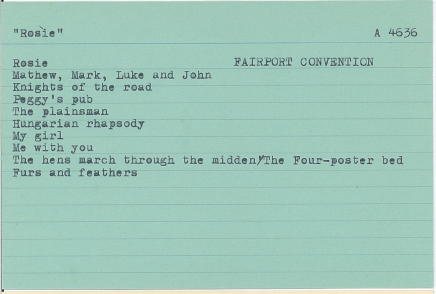 "Rosie" A 4636
Rosie FAIRPORT CONVENTION
Mathew, Mark, Luke and John
Knights of the road
Peggy's pub
The plainsman
Hungarian rhapsody
My girl
Me with you
The hens march through the midden/The Four-poster bed
Furs and feathers